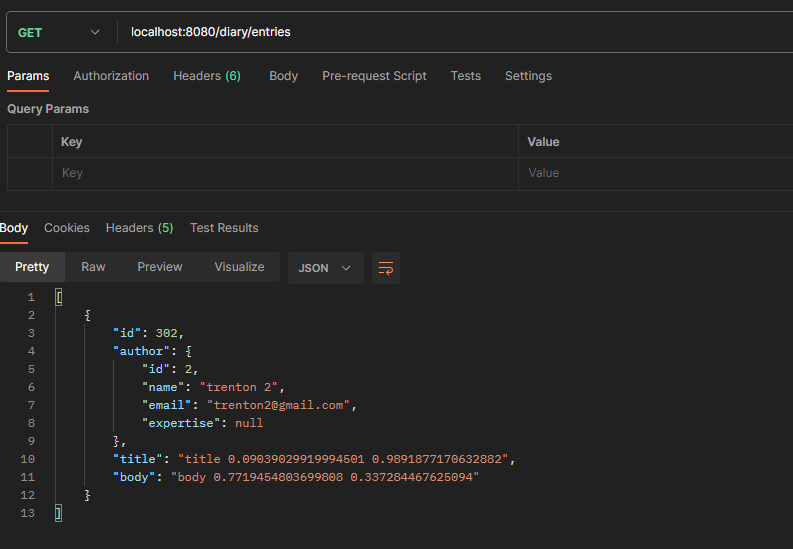 GET localhost:8080/diary/entries
Params Authorization Headers (6) Body Pre-request Script Tests Settings
Query Params
Key Value
Key Value
Body Cookies Headers (5) Test Results
Pretty Raw Preview Visualize JSON
1 [
2 {
3 "id": 302,
4 "author": {
5 "id": 2,
6 "name": "trenton 2",
7 "email": "trenton2@gmail.com",
8 "expertise": null
9 },
10 "title": "title 0.09039029919994501 0.9891877170632882",
11 "body": "body 0.7719454803699808 0.337284467625094"
12 }
13 ]